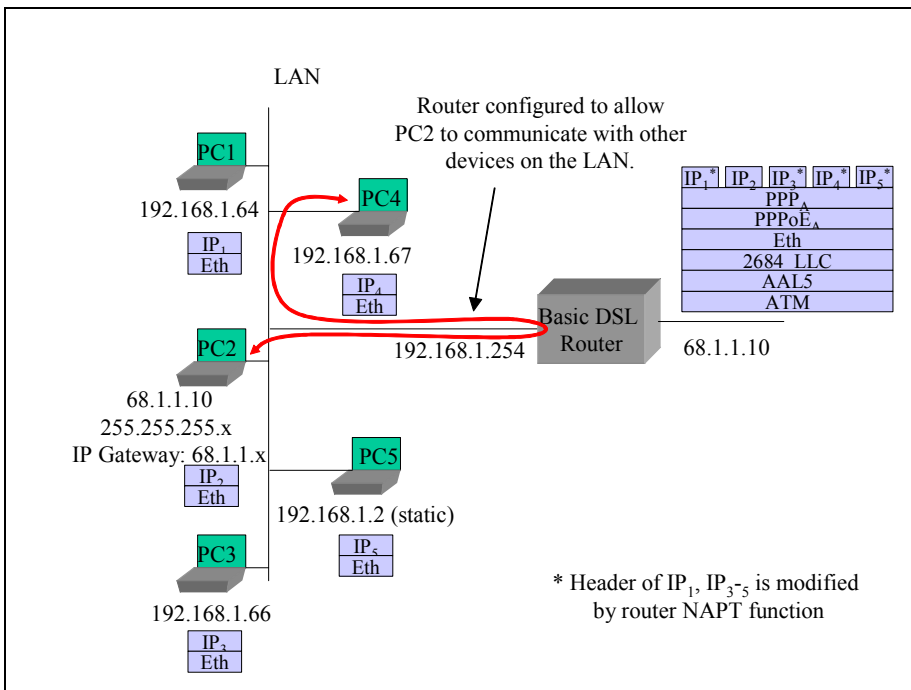 LAN
Router configured to allow
PC2 to communicate with other
devices on the LAN.
PC1
192.168.1.64
IP1
Eth
PC4
192.168.1.67
IP4
Eth
IP1* IP2 IP3* IP4* IP5*
PPPA
PPPoEA
Eth
2684 LLC
AAL5
ATM
Basic DSL
Router
192.168.1.254
68.1.1.10
PC2
68.1.1.10
255.255.255.x
IP Gateway: 68.1.1.x
IP2
Eth
PC5
192.168.1.2 (static)
IP5
Eth
PC3
192.168.1.66
IP3
Eth
* Header of IP1, IP3-5 is modified
by router NAPT function